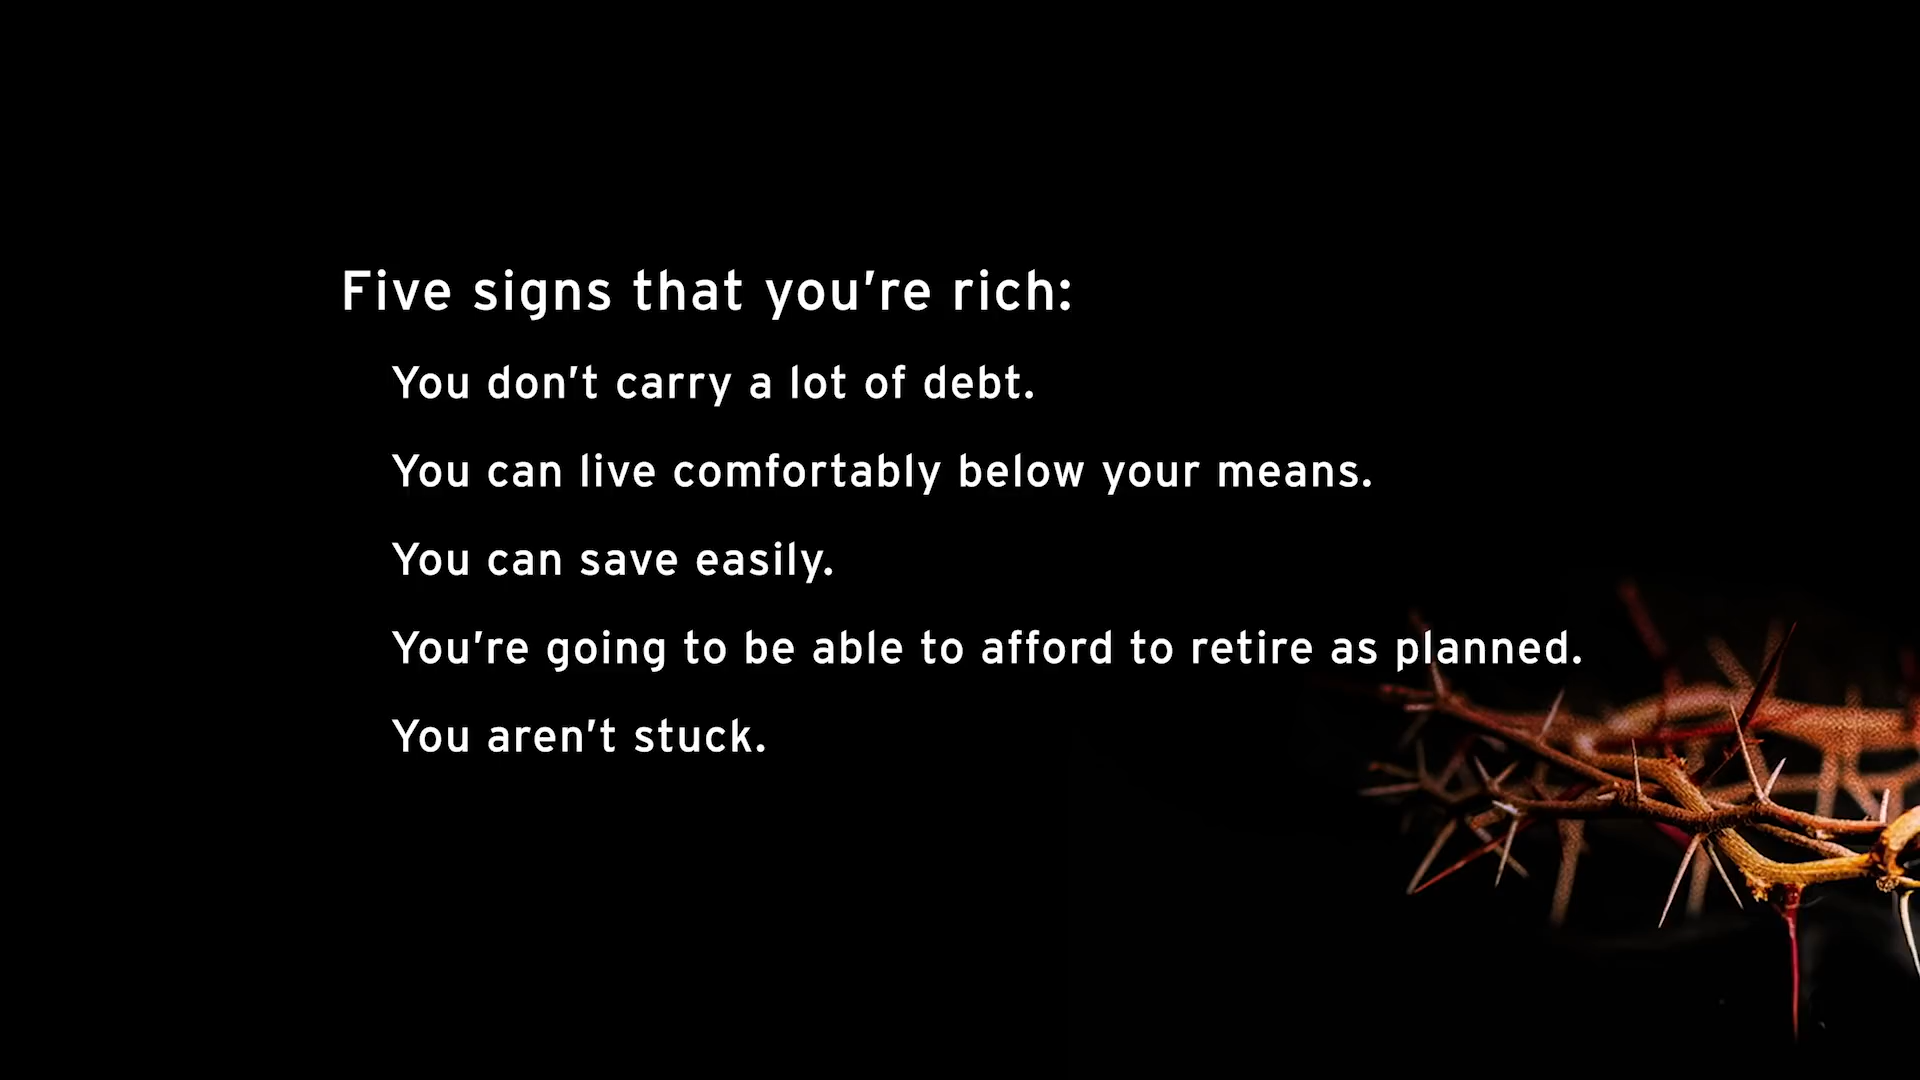 Five signs that you’re rich:
You don’t carry a lot of debt.
You can live comfortably below your means.
You can save easily.
You’re going to be able to afford to retire as planned.
You aren’t stuck.